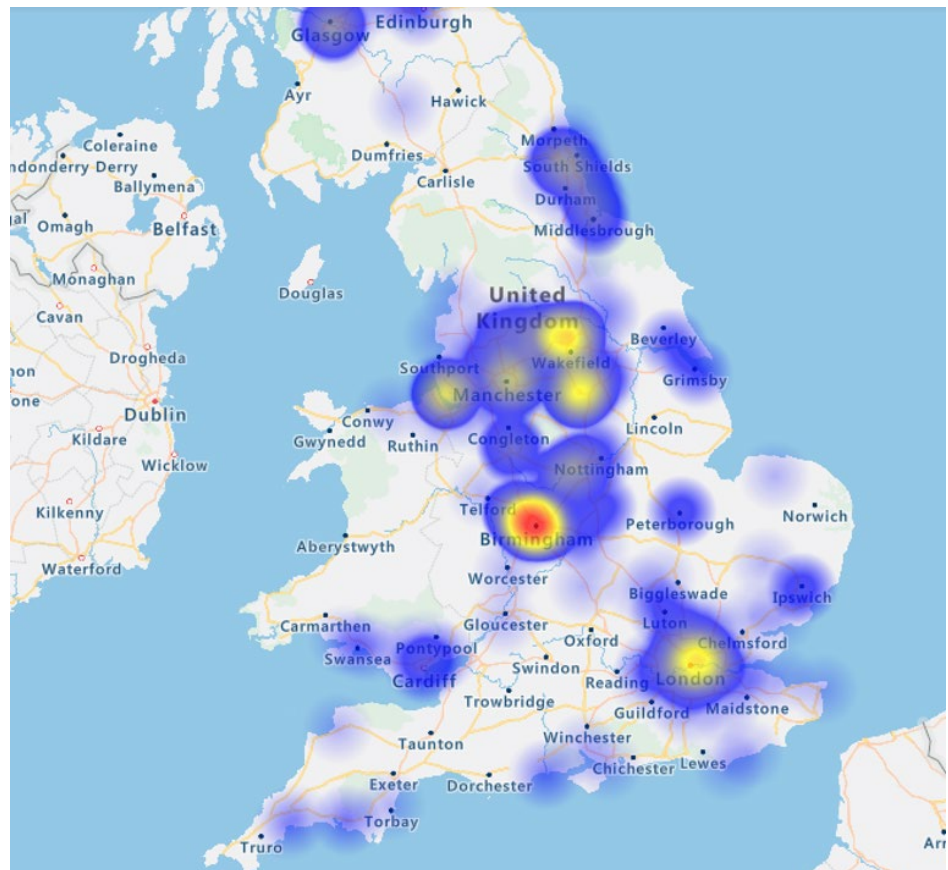 Edinburgh
Glasgow
Ayr
Hawick
Morpeth
Coleraine
South Shields
ndonderry Derry
Dumfries
Ballymena
Carlisle
Durham
Omagh
Belfast
Middlesbrough
Monaghan
Douglas
United
Kingdom
Cavan
Beverley
Drogheda
Southport
Wakefield
Grimsby
Manchester
Dublin
Conwy
Lincoln
Gwynedd
Ruthin
Congleton
Kildare
Wicklow
Nottingham
Telford
Kilkenny
Peterborough
Norwich
Birmingham
Aberystwyth
Waterford
Worcester
Biggleswade
Ipswich
Carmarthen
Gloucester
Luton
Oxford
Chelmsford
Pontypool
Swansea
Swindon
Cardiff
Reading
London
Trowbridge
Guildford
Maidstone
Taunton
Winchester
Chichester
Lewes
Exeter
Dorchester
Torbay
Truro
Arr